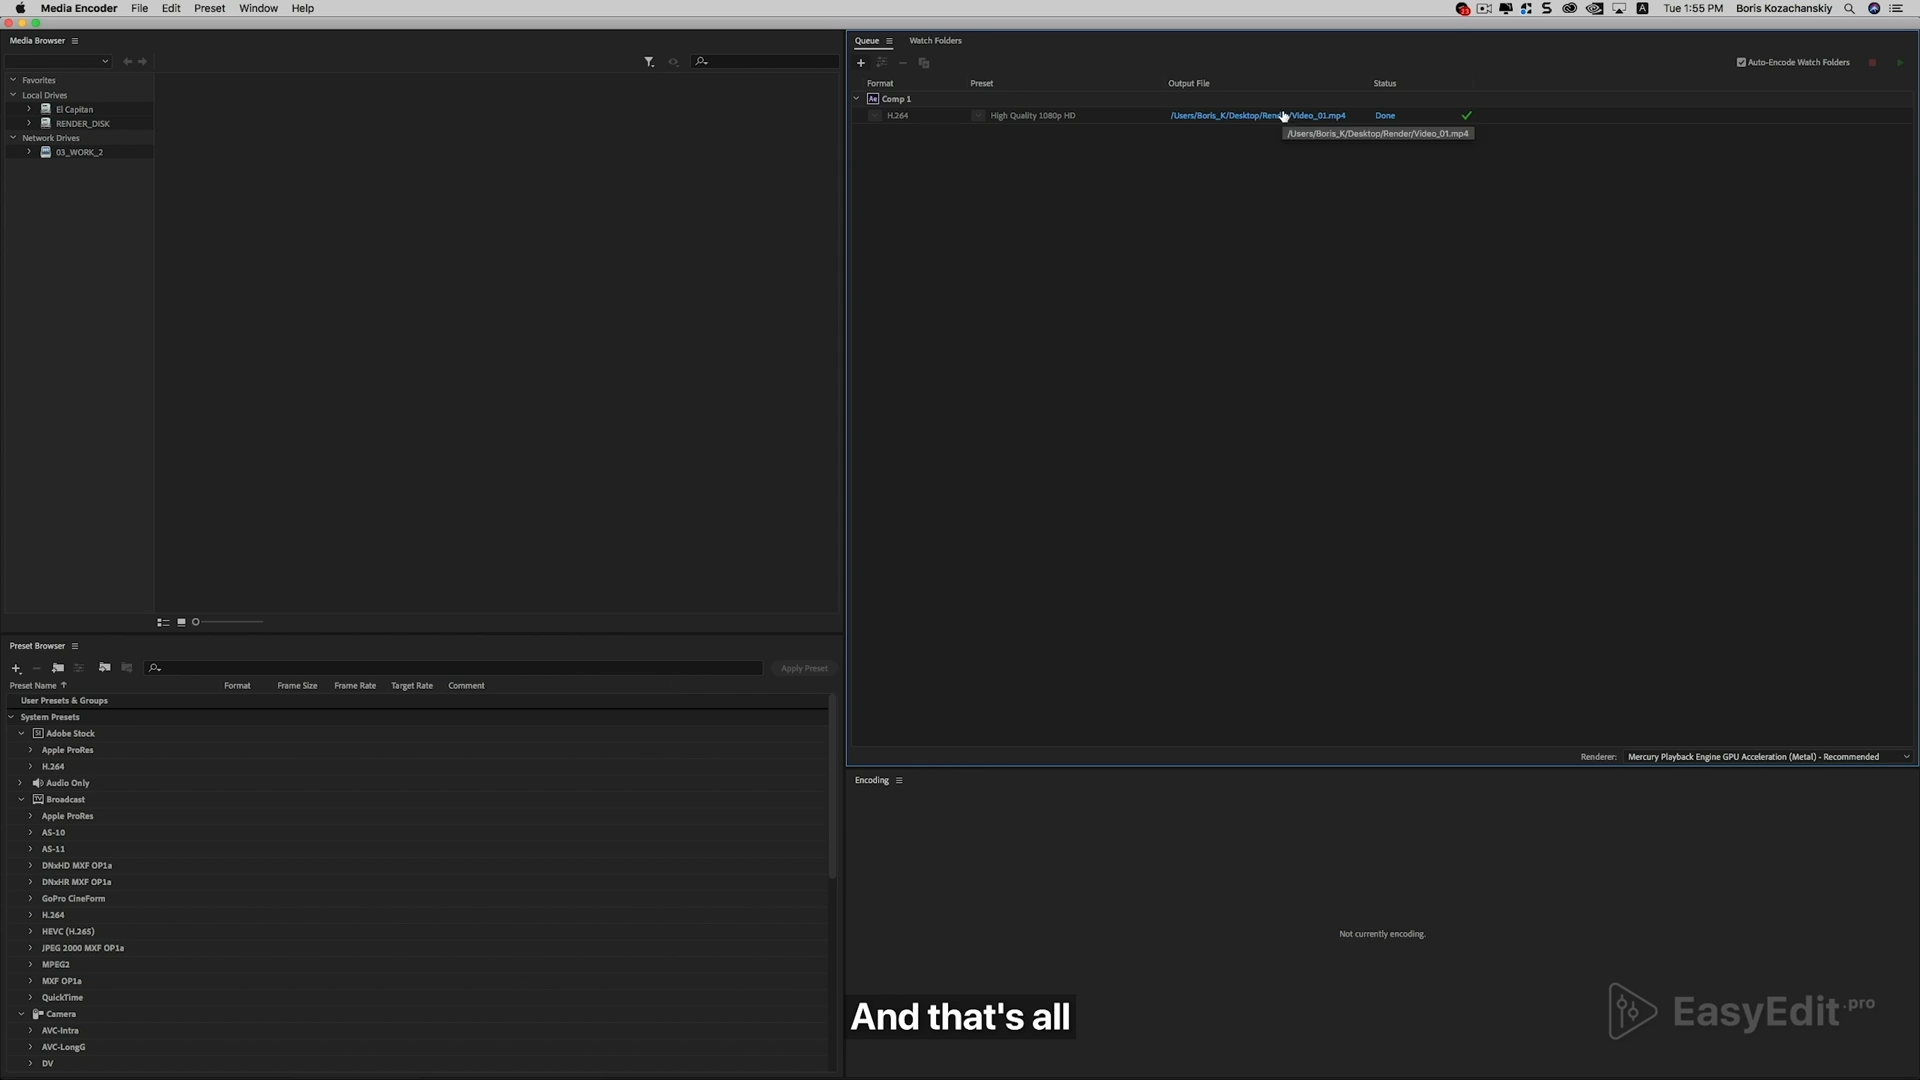 Media Encoder File Edit Preset Window Help
Tue 1:55 PM Boris Kozachanskiy
Media Browser
Favorites
Local Drives
El Capitan
RENDER_DISK
Network Drives
03_WORK_2
Queue Watch Folders
Auto-Encode Watch Folders
Format Preset Output File Status
Ae Comp 1
H.264 High Quality 1080p HD /Users/Boris_K/Desktop/Render/Video_01.mp4 Done
/Users/Boris_K/Desktop/Render/Video_01.mp4
Renderer: Mercury Playback Engine GPU Acceleration (Metal) - Recommended
Preset Browser
Apply Preset
Preset Name Format Frame Size Frame Rate Target Rate Comment
User Presets & Groups
System Presets
St Adobe Stock
Apple ProRes
H.264
Audio Only
TV Broadcast
Apple ProRes
AS-10
AS-11
DNxHD MXF OP1a
DNxHR MXF OP1a
GoPro CineForm
H.264
HEVC (H.265)
JPEG 2000 MXF OP1a
MPEG2
MXF OP1a
QuickTime
Camera
AVC-Intra
AVC-LongG
DV
Encoding
Not currently encoding.
And that's all
EasyEdit.pro